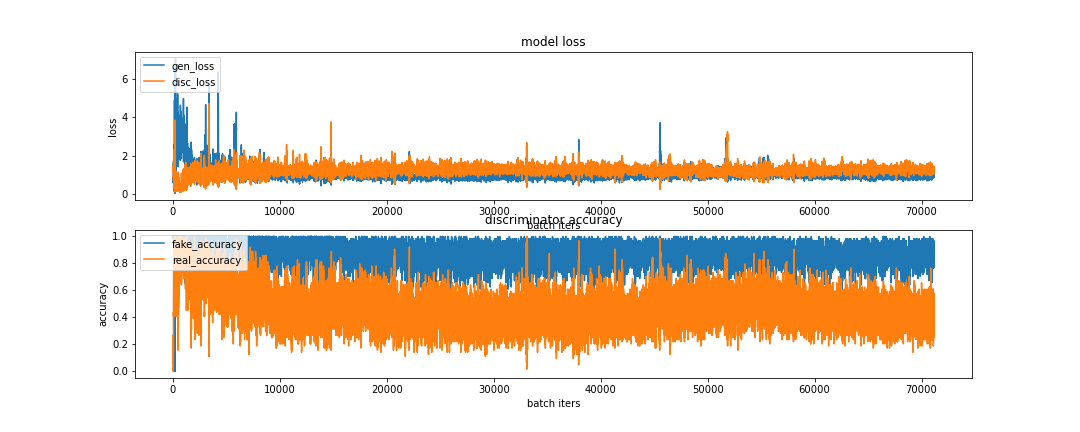 model loss
gen_loss
disc_loss
6
4
2
0
loss
0 10000 20000 30000 40000 50000 60000 70000
batch iters
discriminator accuracy
fake_accuracy
real_accuracy
1.0
0.8
0.6
0.4
0.2
0.0
accuracy
0 10000 20000 30000 40000 50000 60000 70000
batch iters